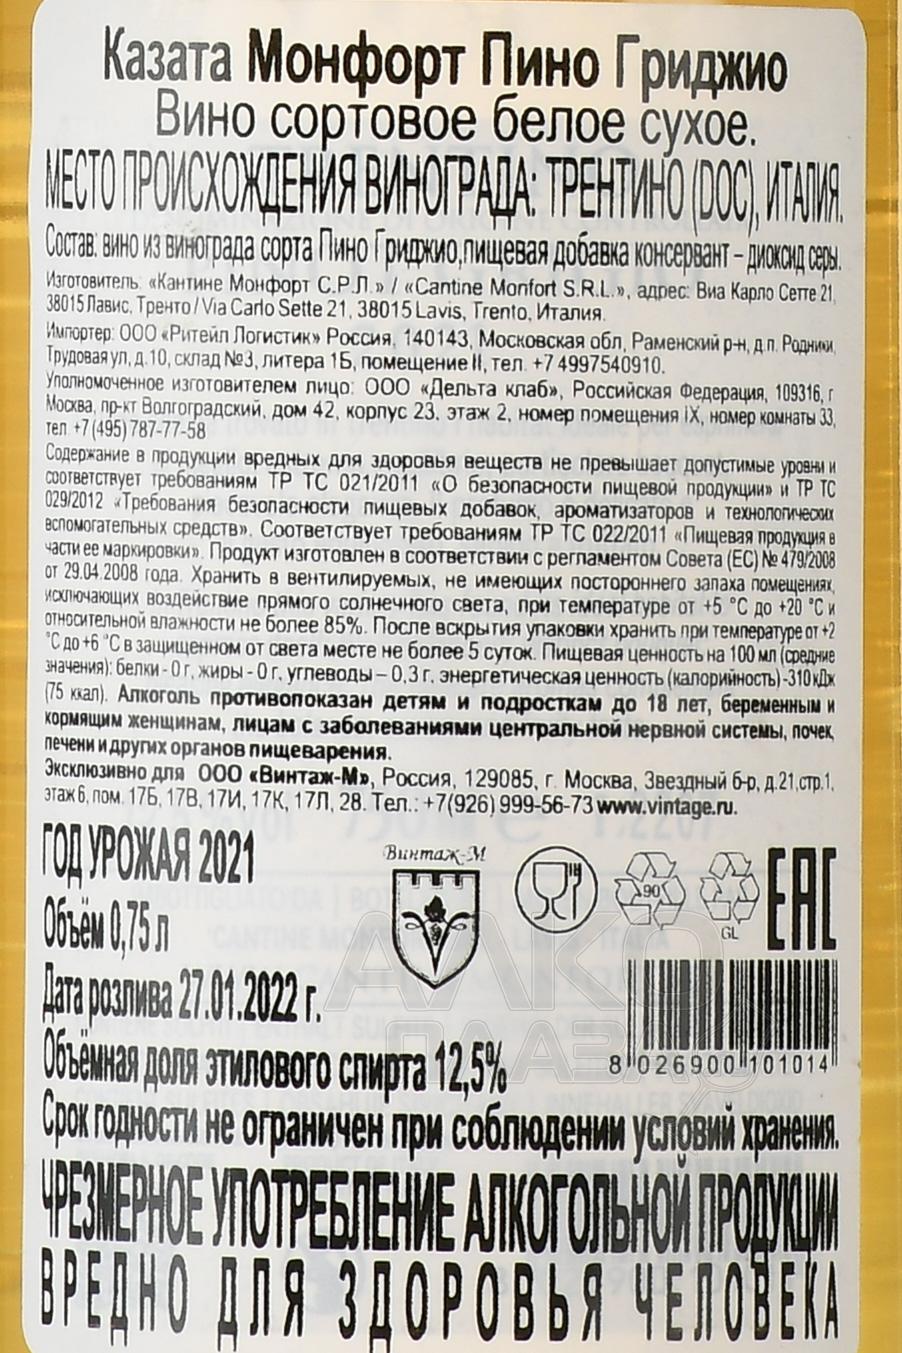 Казата Монфорт Пино Гриджио
Вино сортовое белое сухое.
МЕСТО ПРОИСХОЖДЕНИЯ ВИНОГРАДА: ТРЕНТИНО (DOC), ИТАЛИЯ.
Состав: вино из винограда сорта Пино Гриджио,пищевая добавка консервант – диоксид серы.
Изготовитель: «Кантине Монфорт С.Р.Л.» / «Cantine Monfort S.R.L.», адрес: Виа Карло Сетте 21,
38015 Лавис, Тренто / Via Carlo Sette 21, 38015 Lavis, Trento, Италия.
Импортер: ООО «Ритейл Логистик» Россия, 140143, Московская обл, Раменский р-н, д.п. Родники,
Трудовая ул, д.10, склад №3, литера 1Б, помещение II, тел. +7 4997540910.
Уполномоченное изготовителем лицо: ООО «Дельта клаб», Российская Федерация, 109316, г
Москва, пр-кт Волгоградский, дом 42, корпус 23, этаж 2, номер помещения IX, номер комнаты 33,
тел +7 (495) 787-77-58
Содержание в продукции вредных для здоровья веществ не превышает допустимые уровни и
соответствует требованиям ТР ТС 021/2011 «О безопасности пищевой продукции» и ТР ТС
029/2012 «Требования безопасности пищевых добавок, ароматизаторов и технологических
вспомогательных средств». Соответствует требованиям ТР ТС 022/2011 «Пищевая продукция в
части ее маркировки». Продукт изготовлен в соответствии с регламентом Совета (ЕС) № 479/2008
от 29.04.2008 года. Хранить в вентилируемых, не имеющих постороннего запаха помещениях,
исключающих воздействие прямого солнечного света, при температуре от +5 °C до +20 °C и
относительной влажности не более 85%. После вскрытия упаковки хранить при температуре от +2
°C до +6 °C в защищенном от света месте не более 5 суток. Пищевая ценность на 100 мл (средние
значения): белки - 0 г, жиры - 0 г, углеводы – 0,3 г, энергетическая ценность (калорийность) -310 кДж
(75 ккал). Алкоголь противопоказан детям и подросткам до 18 лет, беременным и
кормящим женщинам, лицам с заболеваниями центральной нервной системы, почек,
печени и других органов пищеварения.
Эксклюзивно для ООО «Винтаж-М», Россия, 129085, г. Москва, Звездный б-р, д.21,стр.1,
этаж 6, пом. 17Б, 17В, 17И, 17К, 17Л, 28. Тел.: +7(926) 999-56-73 www.vintage.ru.
ГОД УРОЖАЯ 2021
Объём 0,75 л
Дата розлива 27.01.2022 г.
Объёмная доля этилового спирта 12,5%
Винтаж-М
90
GL
EAC
8 026900 101014
Срок годности не ограничен при соблюдении условий хранения.
ЧРЕЗМЕРНОЕ УПОТРЕБЛЕНИЕ АЛКОГОЛЬНОЙ ПРОДУКЦИИ
ВРЕДНО ДЛЯ ЗДОРОВЬЯ ЧЕЛОВЕКА
АЛКО
ПЛАЗА